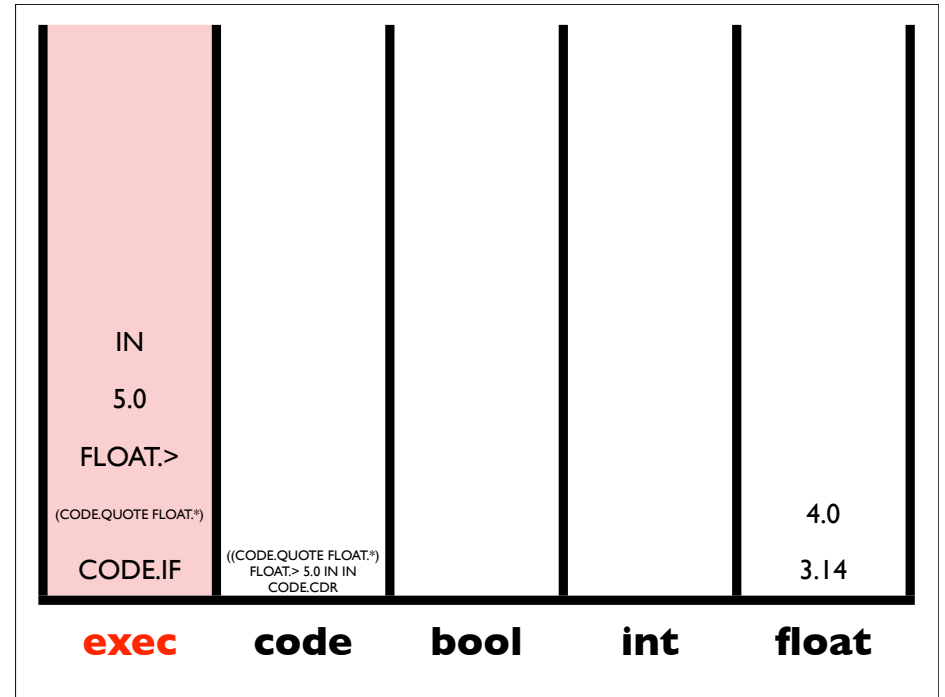 IN
5.0
FLOAT.>
(CODE.QUOTE FLOAT.*)
CODE.IF
((CODE.QUOTE FLOAT.*)
FLOAT.> 5.0 IN IN
CODE.CDR
4.0
3.14
exec
code
bool
int
float